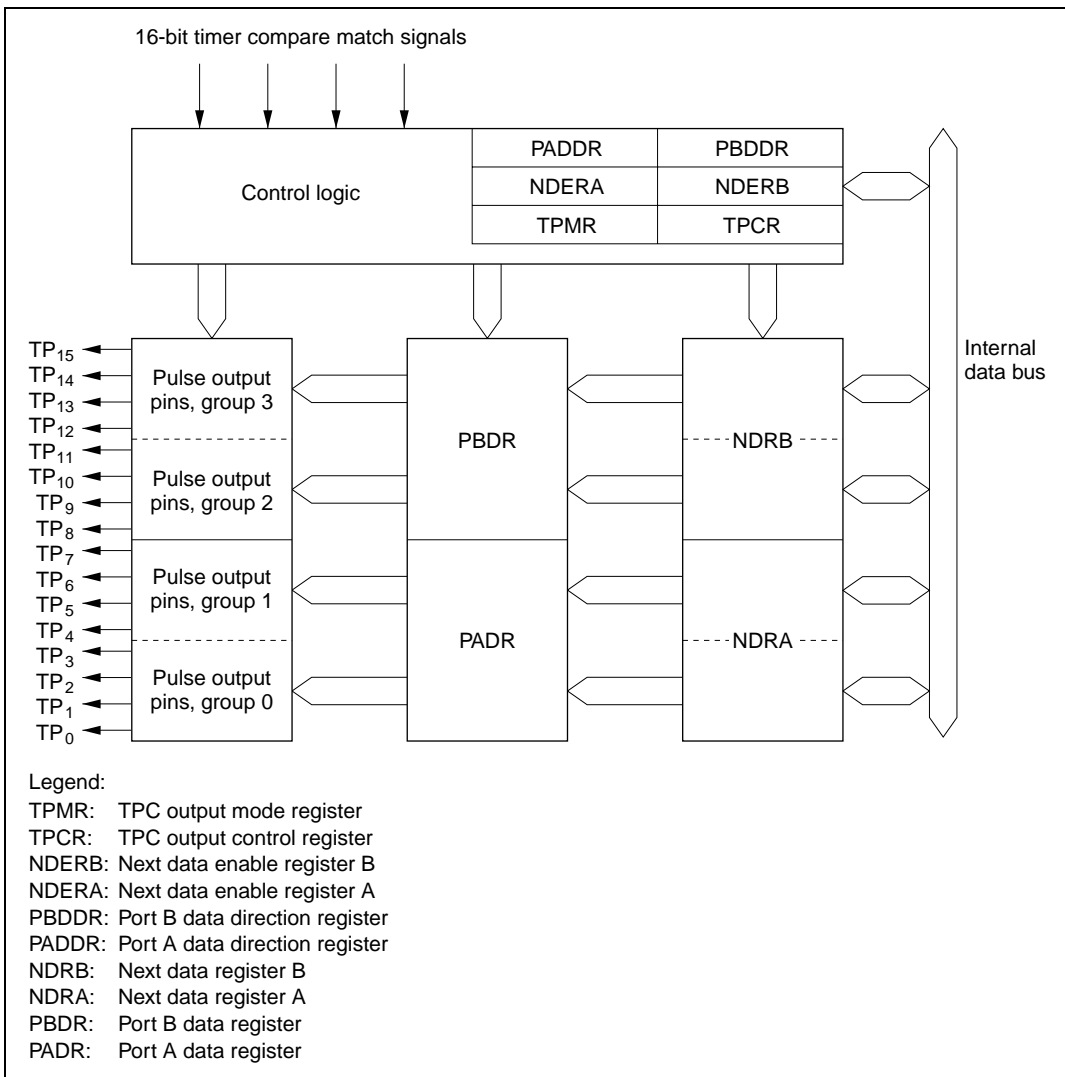 16-bit timer compare match signals
Control logic
PADDR PBDDR
NDERA NDERB
TPMR TPCR
Internal
data bus
TP15
TP14
TP13
TP12
TP11
TP10
TP9
TP8
TP7
TP6
TP5
TP4
TP3
TP2
TP1
TP0
Pulse output
pins, group 3
Pulse output
pins, group 2
Pulse output
pins, group 1
Pulse output
pins, group 0
PBDR
PADR
NDRB
NDRA
Legend:
TPMR: TPC output mode register
TPCR: TPC output control register
NDERB: Next data enable register B
NDERA: Next data enable register A
PBDDR: Port B data direction register
PADDR: Port A data direction register
NDRB: Next data register B
NDRA: Next data register A
PBDR: Port B data register
PADR: Port A data register